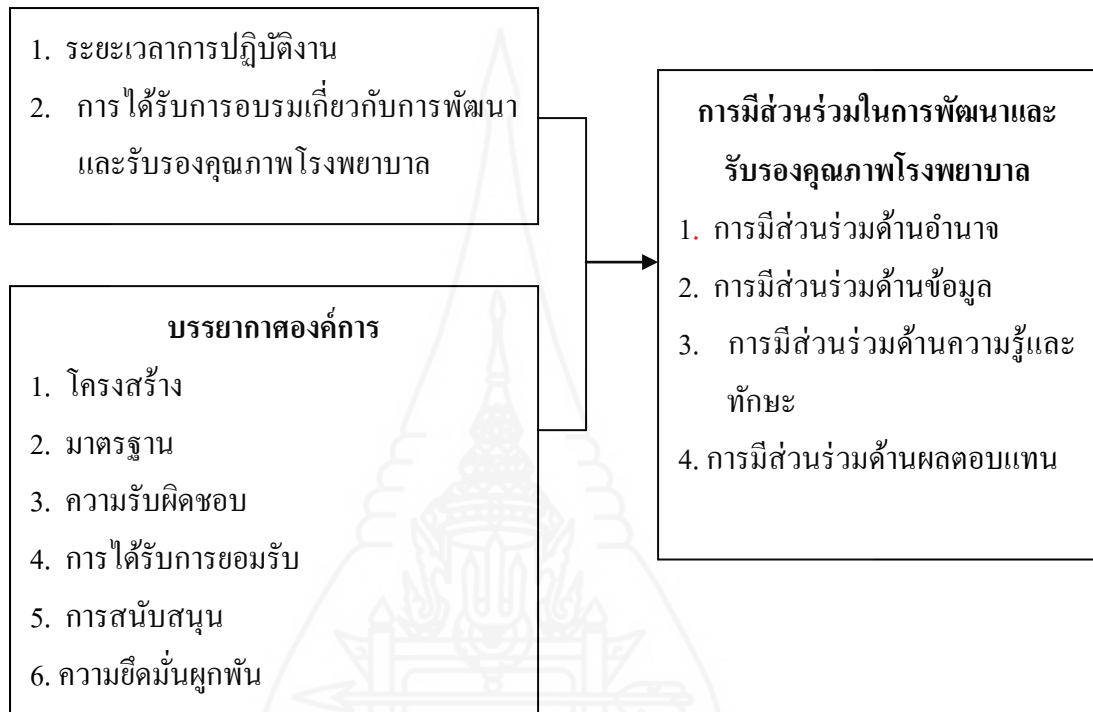 1. ระยะเวลาการปฏิบัติงาน
2. การได้รับการอบรมเกี่ยวกับการพัฒนา
และรับรองคุณภาพโรงพยาบาล
บรรยากาศองค์การ
1. โครงสร้าง
2. มาตรฐาน
3. ความรับผิดชอบ
4. การได้รับการยอมรับ
5. การสนับสนุน
6. ความยึดมั่นผูกพัน
การมีส่วนร่วมในการพัฒนาและ
รับรองคุณภาพโรงพยาบาล
1. การมีส่วนร่วมด้านอำนาจ
2. การมีส่วนร่วมด้านข้อมูล
3. การมีส่วนร่วมด้านความรู้และ
ทักษะ
4. การมีส่วนร่วมด้านผลตอบแทน